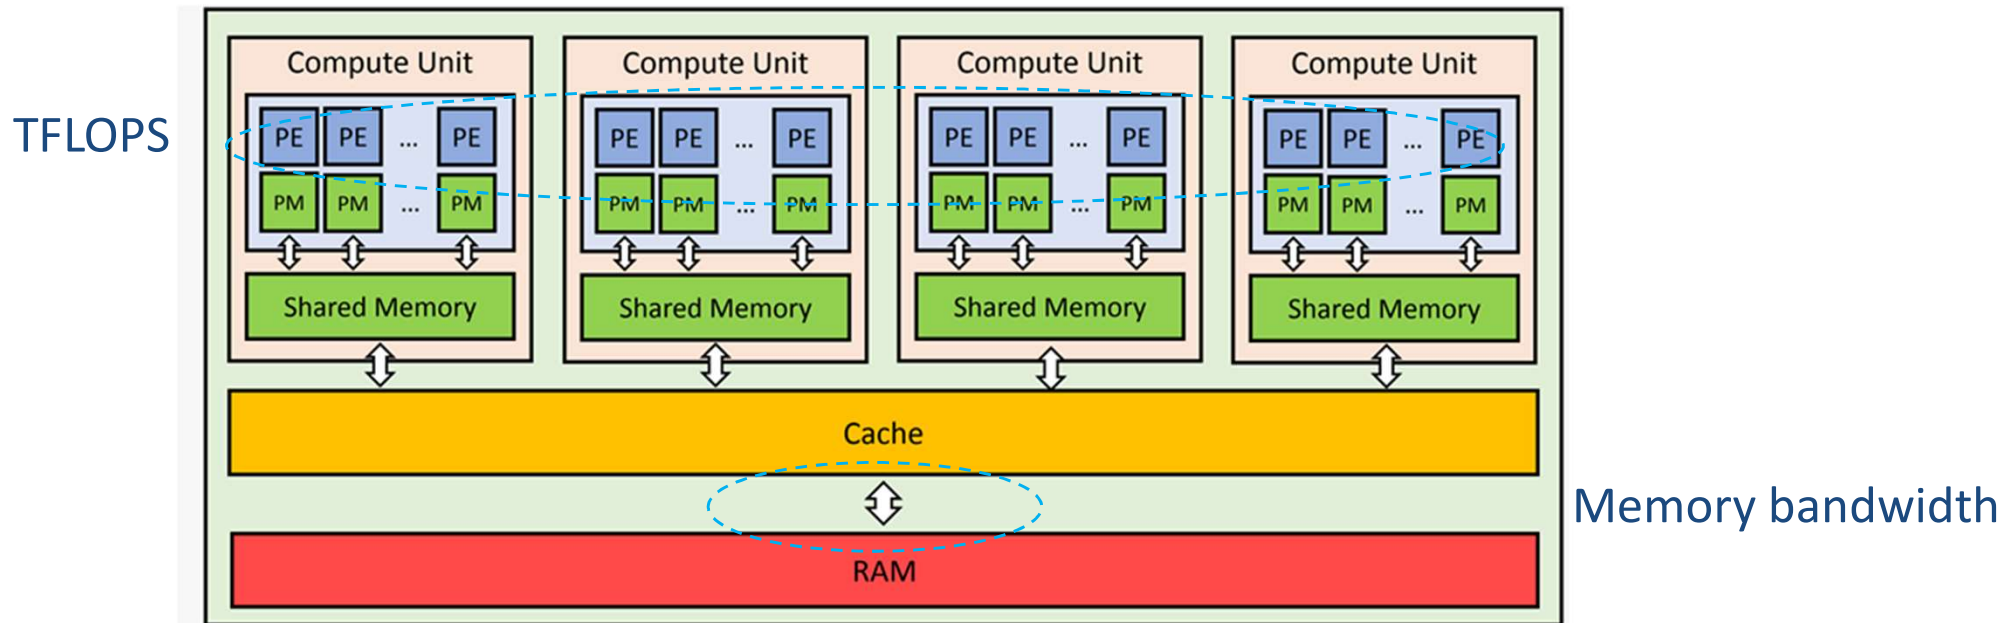 Compute Unit Compute Unit Compute Unit Compute Unit
TFLOPS
PE PE ... PE PE PE ... PE PE PE ... PE PE PE ... PE
PM PM ... PM PM PM ... PM PM PM ... PM PM PM ... PM
Shared Memory Shared Memory Shared Memory Shared Memory
Cache
Memory bandwidth
RAM